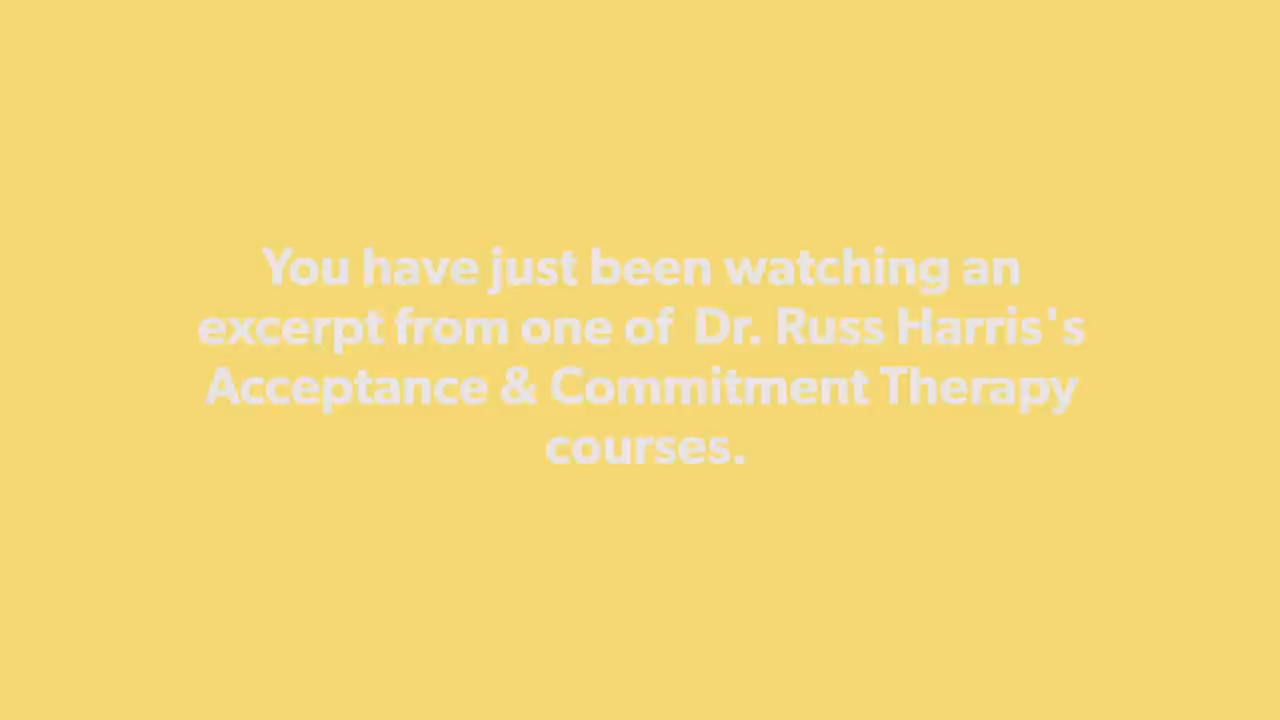 You have just been watching an
excerpt from one of Dr. Russ Harris's
Acceptance & Commitment Therapy
courses.